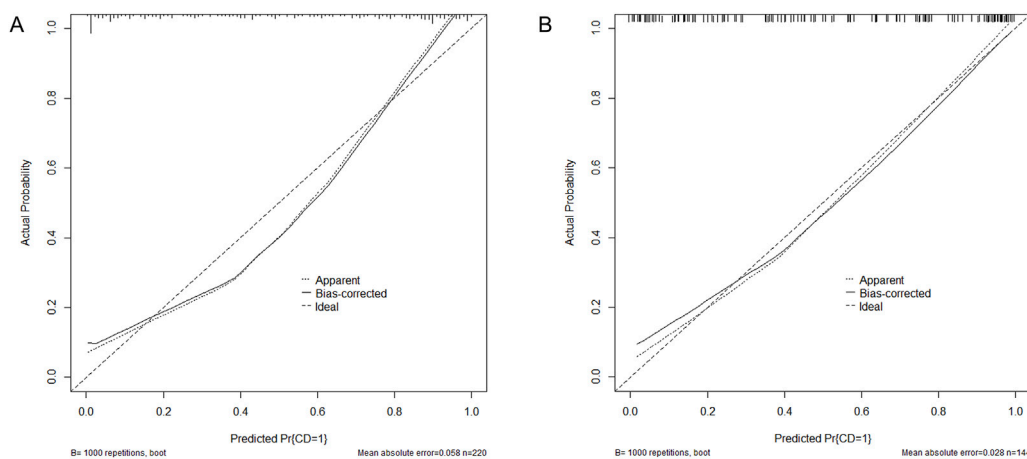 A
1.0
0.8
0.6
0.4
0.2
0.0
Actual Probability
Apparent
Bias-corrected
Ideal
0.0 0.2 0.4 0.6 0.8 1.0
Predicted Pr{CD=1}
B= 1000 repetitions, boot
Mean absolute error=0.058 n=220
B
1.0
0.8
0.6
0.4
0.2
0.0
Actual Probability
Apparent
Bias-corrected
Ideal
0.0 0.2 0.4 0.6 0.8 1.0
Predicted Pr{CD=1}
B= 1000 repetitions, boot
Mean absolute error=0.028